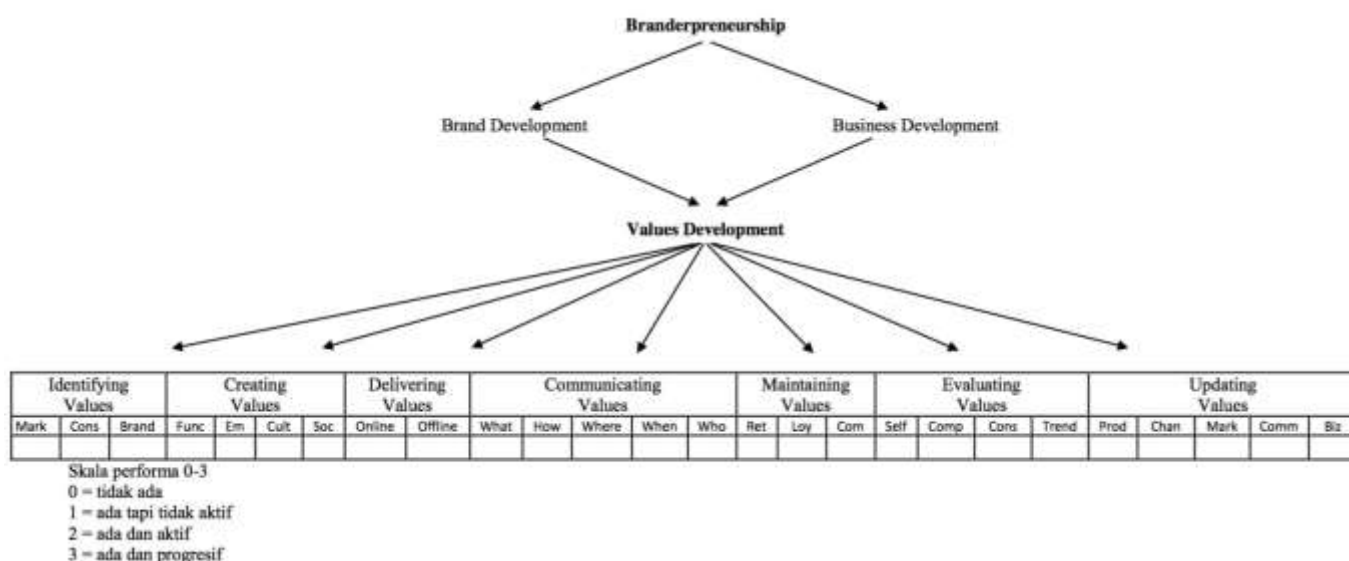 Branderpreneurship
Brand Development Business Development
Values Development
Identifying Values Creating Values Delivering Values Communicating Values Maintaining Values Evaluating Values Updating Values
Mark Cons Brand Func Em Cult Soc Online Offline What How Where When Who Ret Loy Com Self Comp Cons Trend Prod Chan Mark Comm Biz
Skala performa 0-3
0 = tidak ada
1 = ada tapi tidak aktif
2 = ada dan aktif
3 = ada dan progresif